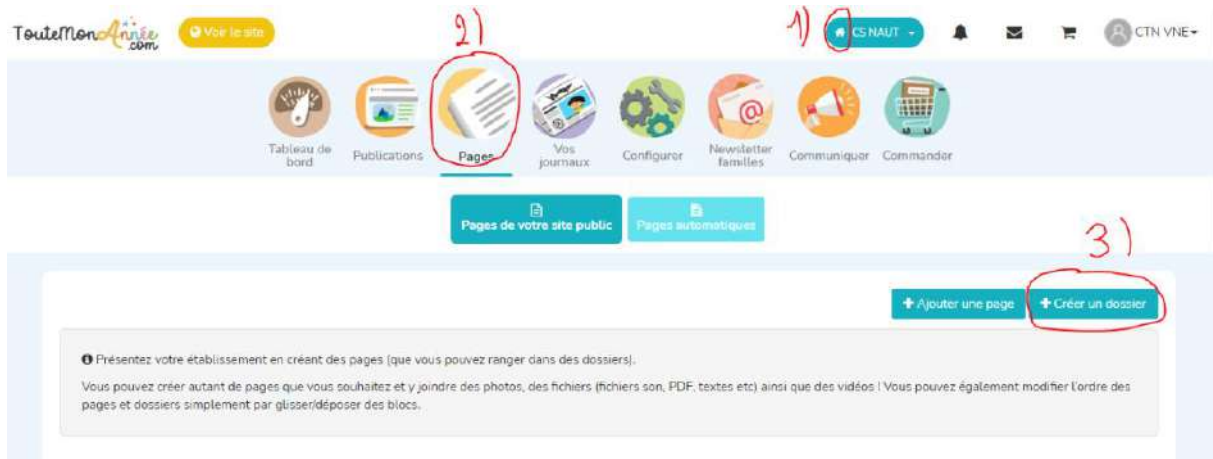 TouteMonAnnée
.com
Voir le site
2)
1)
CS NAUT
CTN VNE
Tableau de
bord
Publications
Pages
Vos
journaux
Configurer
Newsletter
familles
Communiquer
Commander
Pages de votre site public
Pages automatiques
3)
+ Ajouter une page
+ Créer un dossier
Présentez votre établissement en créant des pages (que vous pouvez ranger dans des dossiers).
Vous pouvez créer autant de pages que vous souhaitez et y joindre des photos, des fichiers (fichiers son, PDF, textes etc) ainsi que des vidéos ! Vous pouvez également modifier l'ordre des
pages et dossiers simplement par glisser/déposer des blocs.